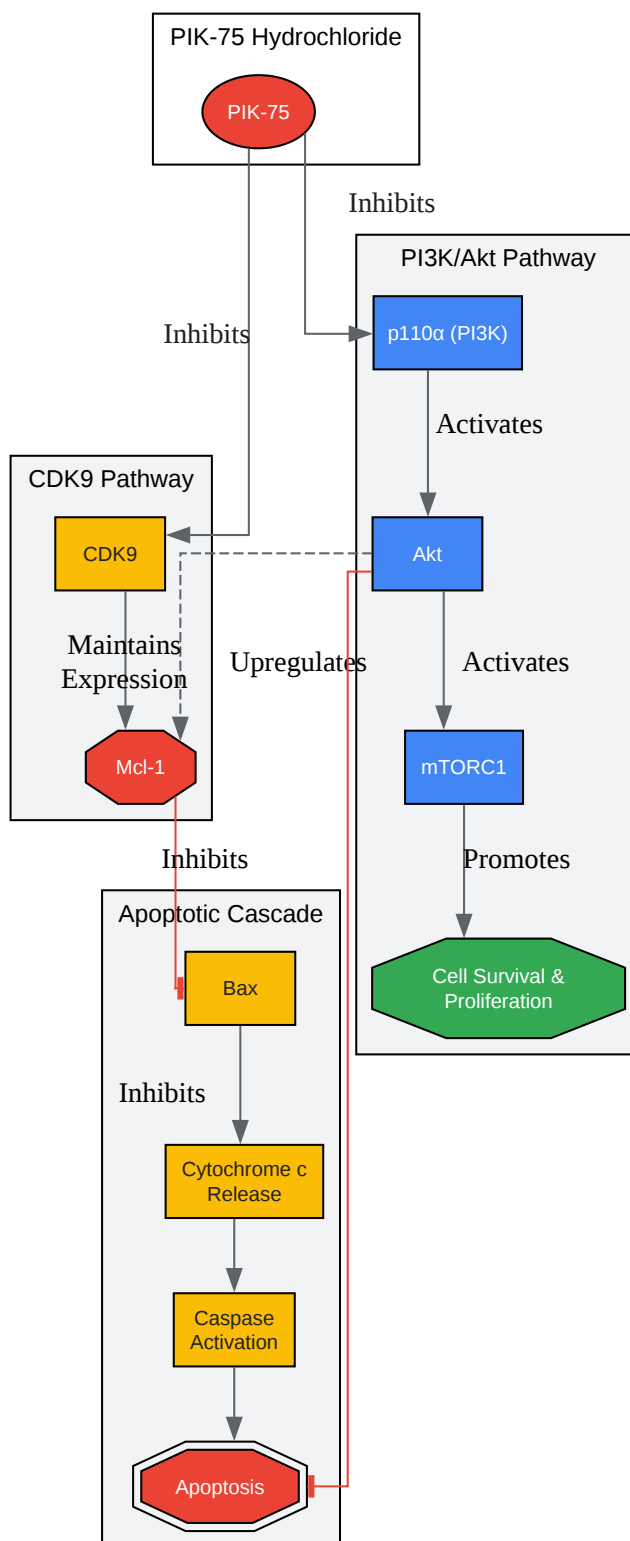 PIK-75 Hydrochloride
PIK-75
Inhibits
PI3K/Akt Pathway
p110α (PI3K)
Inhibits
Activates
CDK9 Pathway
CDK9
Akt
Maintains
Expression
Upregulates
Activates
Mcl-1
mTORC1
Inhibits
Promotes
Apoptotic Cascade
Bax
Cell Survival &
Proliferation
Inhibits
Cytochrome c
Release
Caspase
Activation
Apoptosis